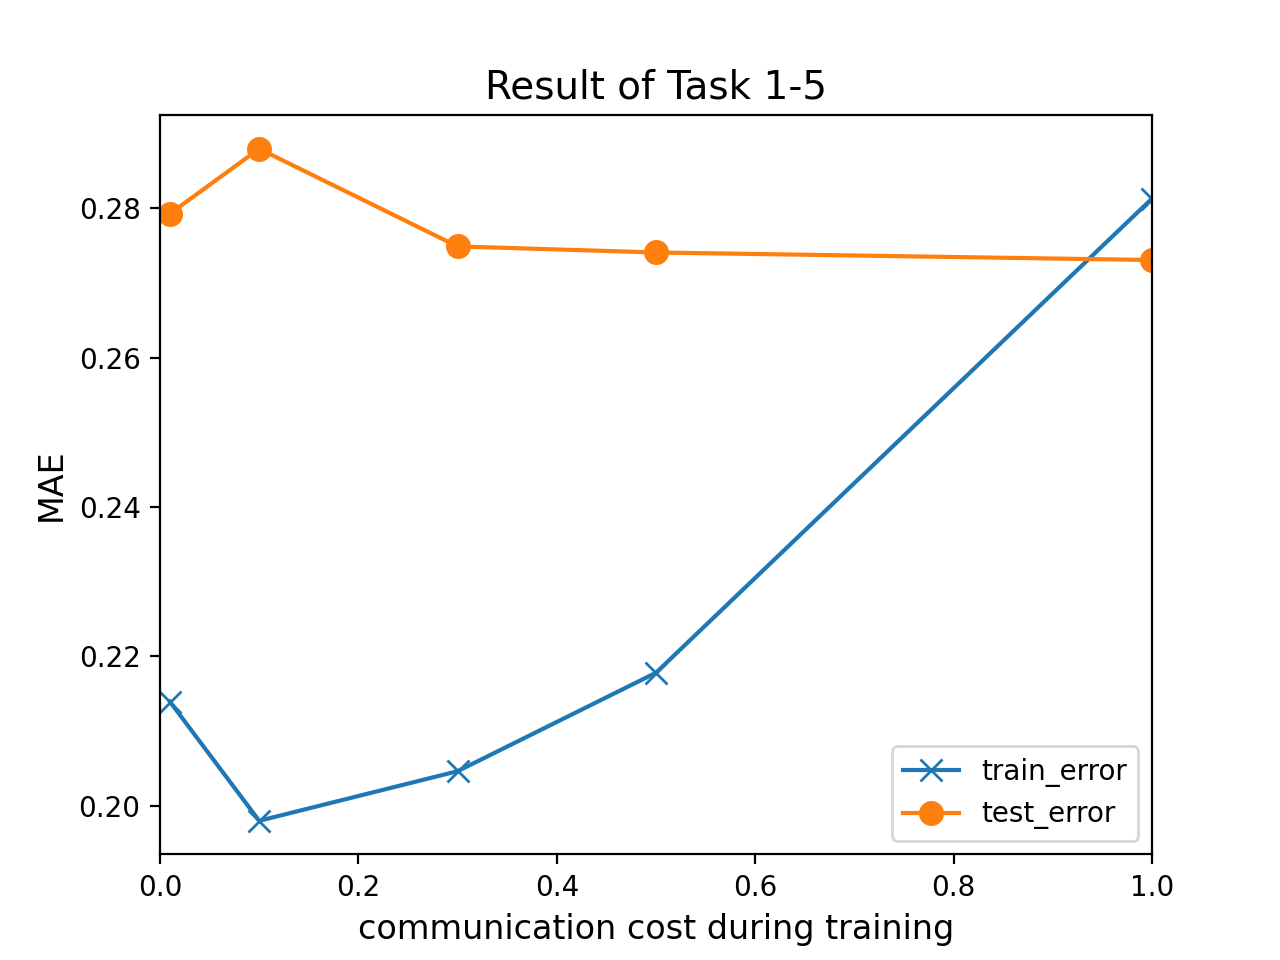 Result of Task 1-5
MAE
0.28
0.26
0.24
0.22
0.20
0.0 0.2 0.4 0.6 0.8 1.0
communication cost during training
train_error
test_error